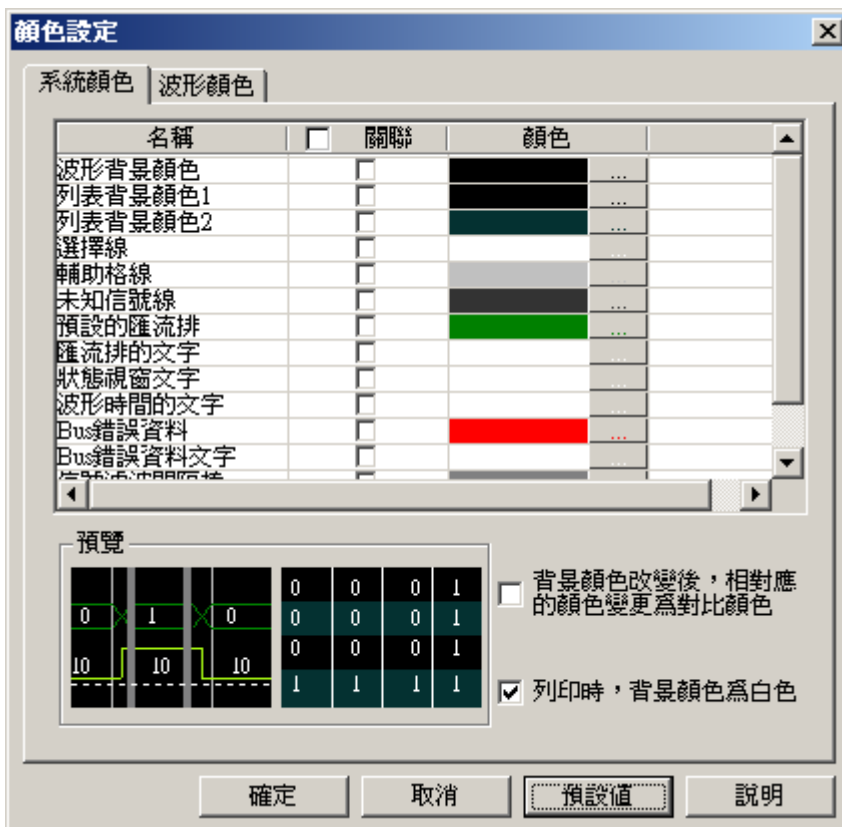 顏色設定
系統顏色 波形顏色
名稱 關聯 顏色
波形背景顏色 ...
列表背景顏色1 ...
列表背景顏色2 ...
選擇線 ...
輔助格線 ...
未知信號線 ...
預設的匯流排 ...
匯流排的文字 ...
狀態視窗文字 ...
波形時間的文字 ...
Bus錯誤資料 ...
Bus錯誤資料文字 ...
預覽
0 1 0
10 10 10
0 0 0 1
0 0 0 1
0 0 0 1
1 1 1 1
背景顏色改變後，相對應
的顏色變更爲對比顏色
列印時，背景顏色爲白色
確定 取消 預設值 說明